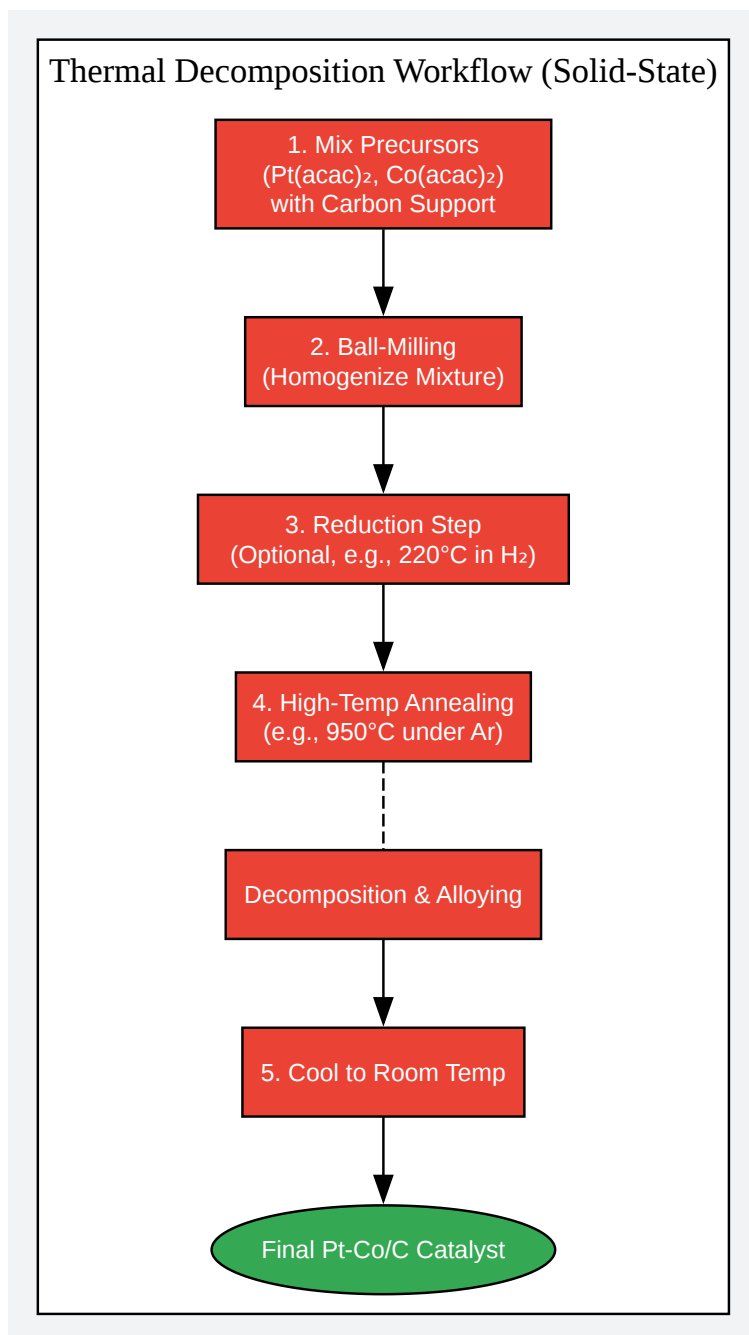 Thermal Decomposition Workflow (Solid-State)
1. Mix Precursors
(Pt(acac)₂, Co(acac)₂)
with Carbon Support
2. Ball-Milling
(Homogenize Mixture)
3. Reduction Step
(Optional, e.g., 220°C in H₂)
4. High-Temp Annealing
(e.g., 950°C under Ar)
Decomposition & Alloying
5. Cool to Room Temp
Final Pt-Co/C Catalyst